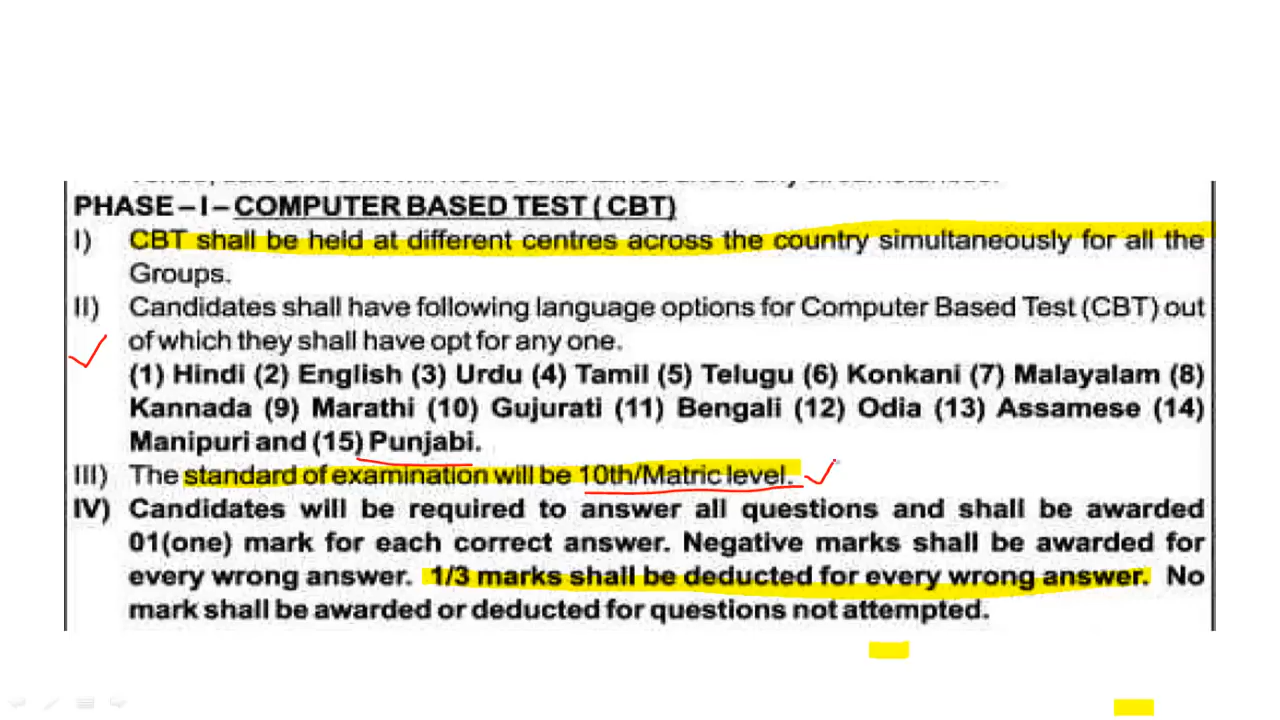 PHASE – I – COMPUTER BASED TEST ( CBT)
I) CBT shall be held at different centres across the country simultaneously for all the
Groups.
II) Candidates shall have following language options for Computer Based Test (CBT) out
of which they shall have opt for any one.
(1) Hindi (2) English (3) Urdu (4) Tamil (5) Telugu (6) Konkani (7) Malayalam (8)
Kannada (9) Marathi (10) Gujurati (11) Bengali (12) Odia (13) Assamese (14)
Manipuri and (15) Punjabi.
III) The standard of examination will be 10th/Matric level.
IV) Candidates will be required to answer all questions and shall be awarded
01(one) mark for each correct answer. Negative marks shall be awarded for
every wrong answer. 1/3 marks shall be deducted for every wrong answer. No
mark shall be awarded or deducted for questions not attempted.